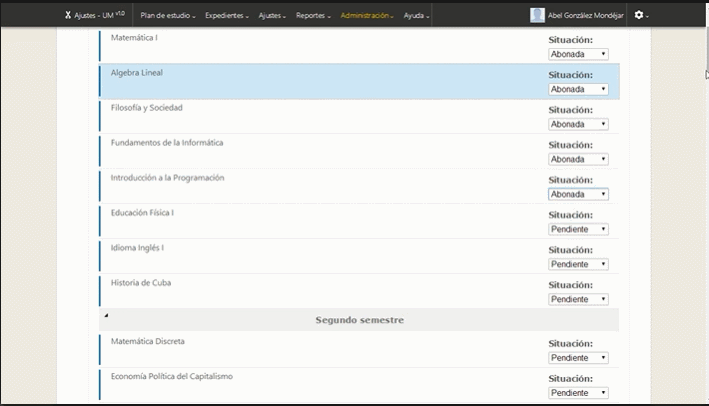 Ajustes - UM v1.0 Plan de estudio Expedientes Ajustes Reportes Administración Ayuda Abel González Mondéjar
Matemática I Situación:
Abonada
Algebra Lineal Situación:
Abonada
Filosofía y Sociedad Situación:
Abonada
Fundamentos de la Informática Situación:
Abonada
Introducción a la Programación Situación:
Abonada
Educación Física I Situación:
Pendiente
Idioma Inglés I Situación:
Pendiente
Historia de Cuba Situación:
Pendiente
Segundo semestre
Matemática Discreta Situación:
Pendiente
Economía Política del Capitalismo Situación:
Pendiente